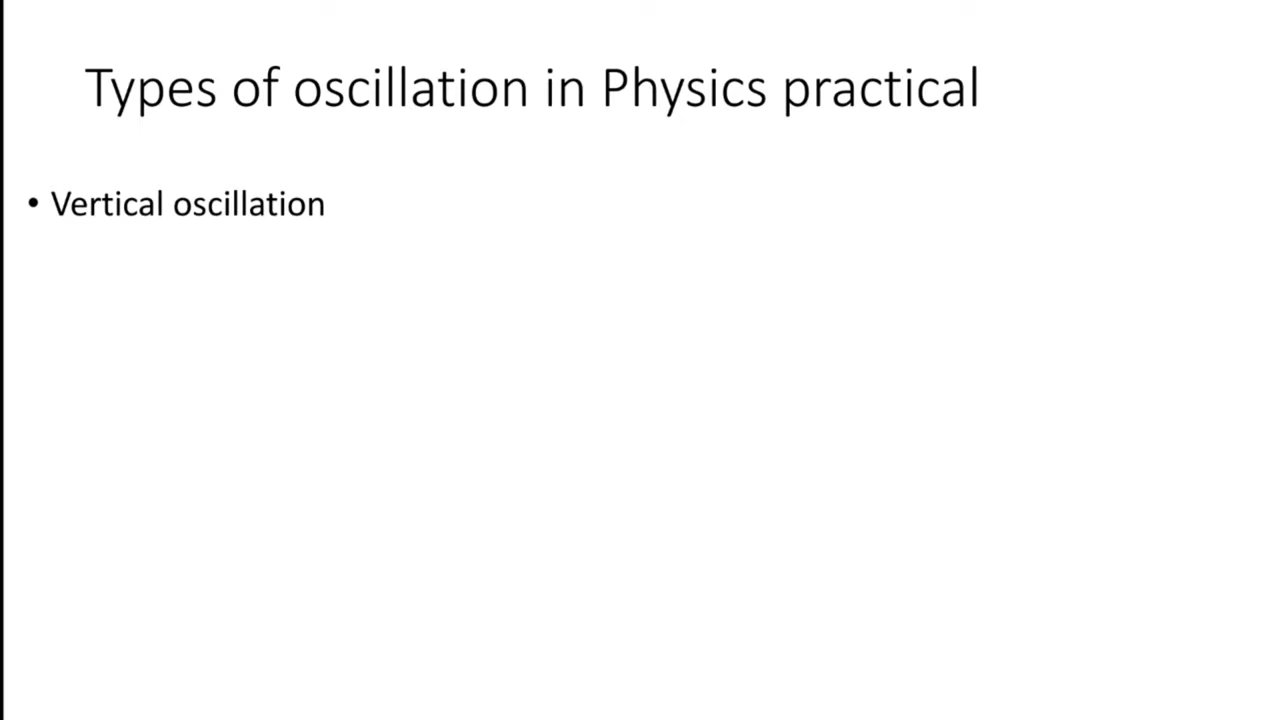 Types of oscillation in Physics practical
• Vertical oscillation